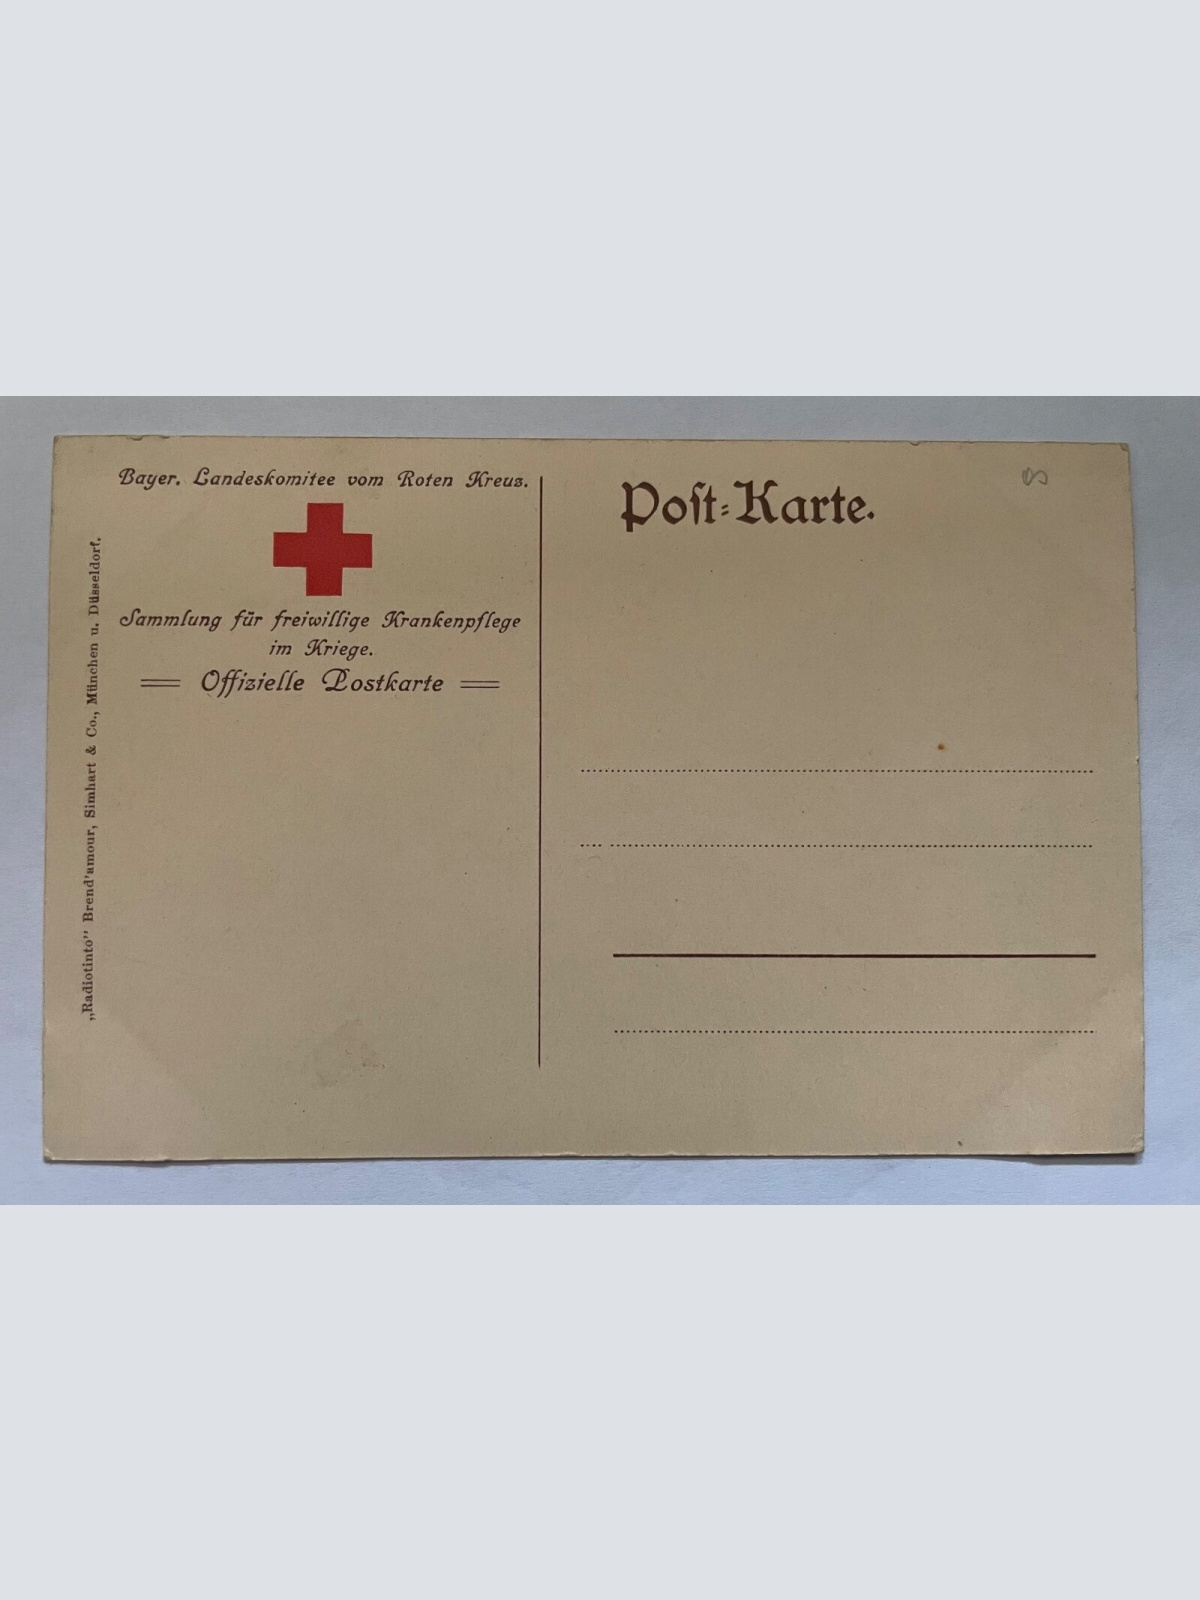 Bayer. Landeskomitee vom Roten Kreuz.
Sammlung für freiwillige Krankenpflege
im Kriege.
Offizielle Postkarte
„Radiotinto" Brend'amour, Simhart & Co., München u. Düsseldorf.
Poſt-Karte.